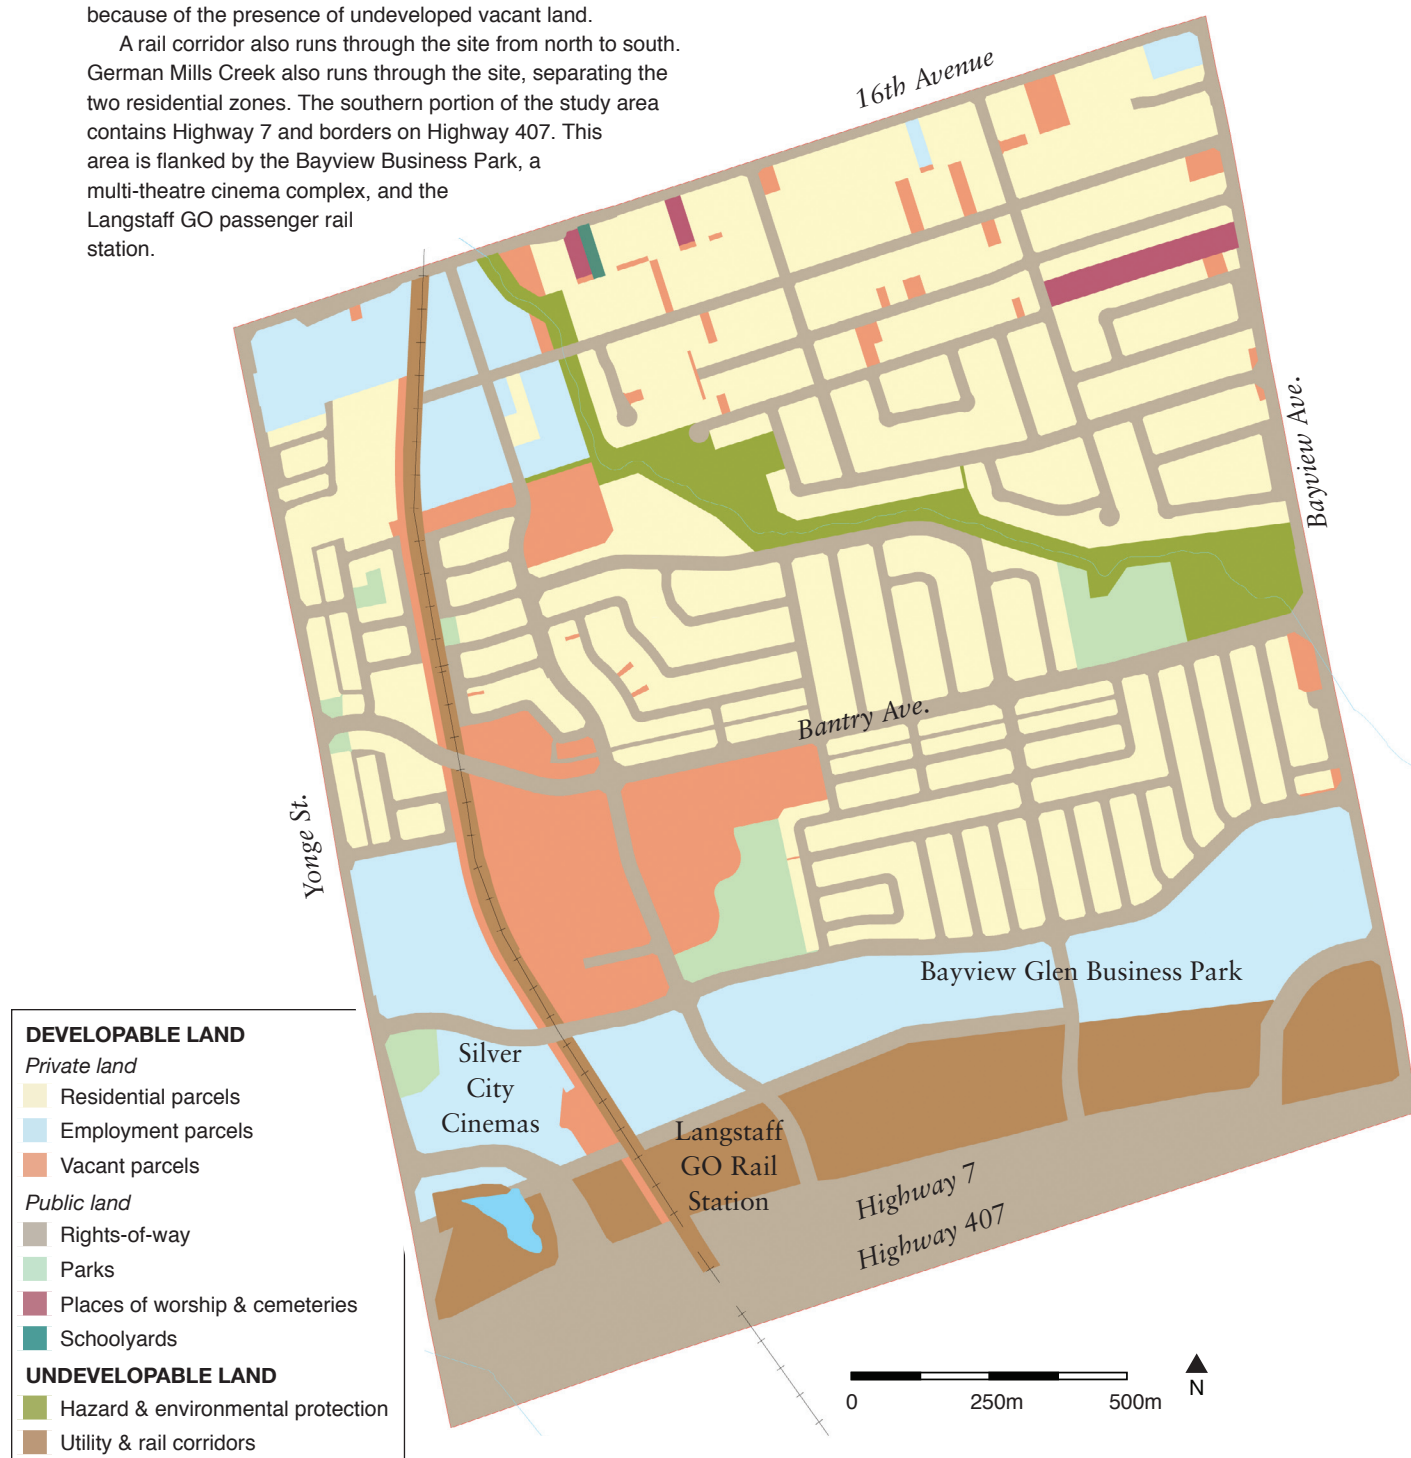 because of the presence of undeveloped vacant land.
A rail corridor also runs through the site from north to south.
German Mills Creek also runs through the site, separating the
two residential zones. The southern portion of the study area
contains Highway 7 and borders on Highway 407. This
area is flanked by the Bayview Business Park, a
multi-theatre cinema complex, and the
Langstaff GO passenger rail
station.
16th Avenue
Bayview Ave.
Bantry Ave.
Yonge St.
Bayview Glen Business Park
Silver
City
Cinemas
Langstaff
GO Rail
Station
Highway 7
Highway 407
DEVELOPABLE LAND
Private land
Residential parcels
Employment parcels
Vacant parcels
Public land
Rights-of-way
Parks
Places of worship & cemeteries
Schoolyards
UNDEVELOPABLE LAND
Hazard & environmental protection
Utility & rail corridors
0 250m 500m
N